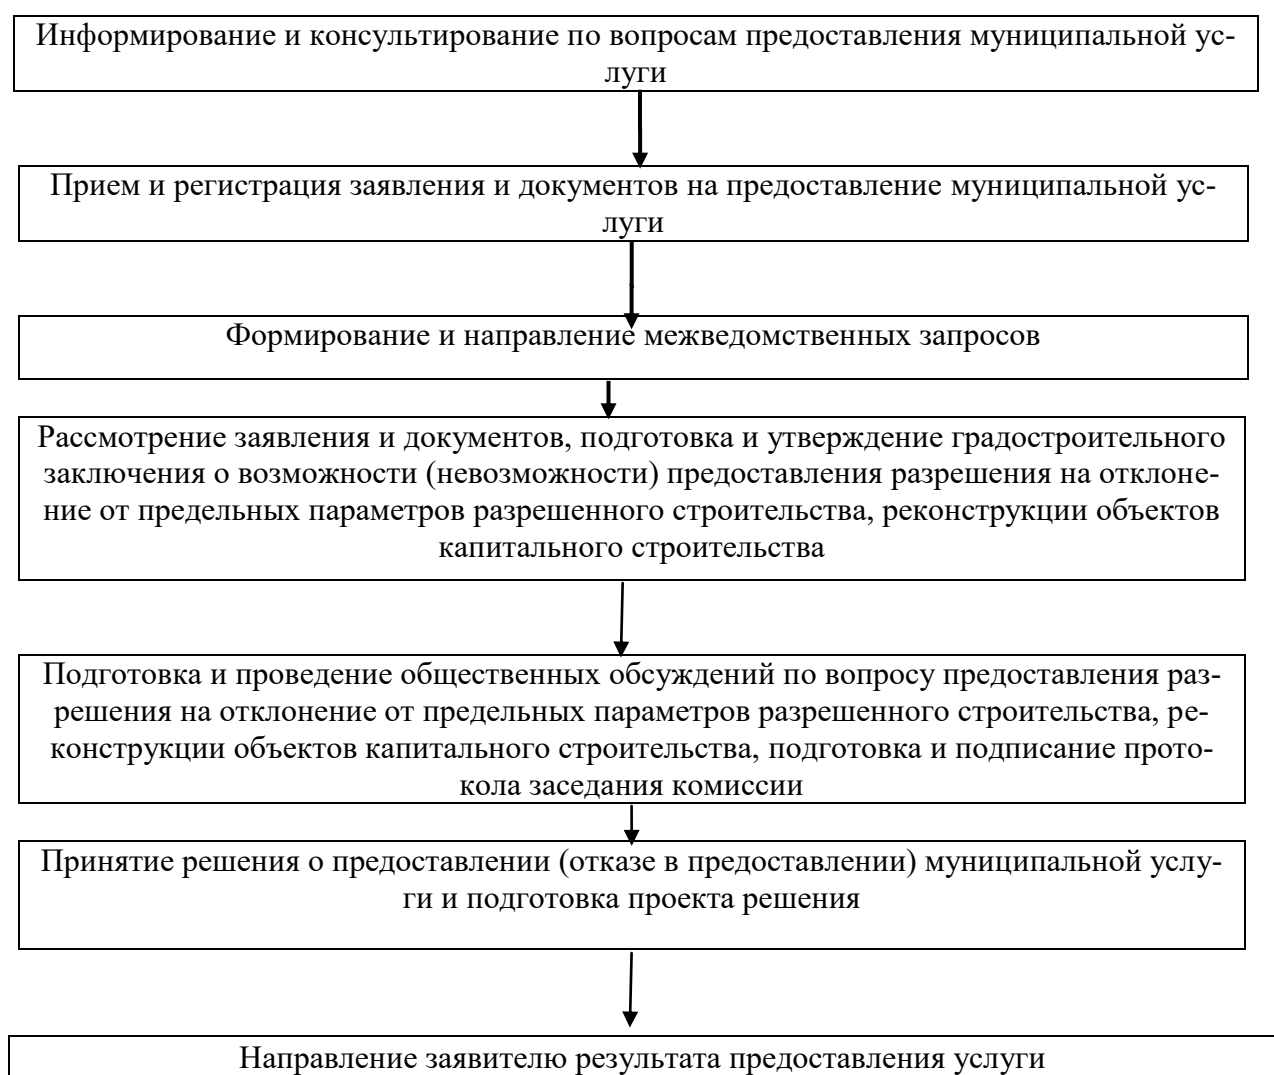 Информирование и консультирование по вопросам предоставления муниципальной ус-
луги
Прием и регистрация заявления и документов на предоставление муниципальной ус-
луги
Формирование и направление межведомственных запросов
Рассмотрение заявления и документов, подготовка и утверждение градостроительного
заключения о возможности (невозможности) предоставления разрешения на отклоне-
ние от предельных параметров разрешенного строительства, реконструкции объектов
капитального строительства
Подготовка и проведение общественных обсуждений по вопросу предоставления раз-
решения на отклонение от предельных параметров разрешенного строительства, ре-
конструкции объектов капитального строительства, подготовка и подписание прото-
кола заседания комиссии
Принятие решения о предоставлении (отказе в предоставлении) муниципальной услу-
ги и подготовка проекта решения
Направление заявителю результата предоставления услуги